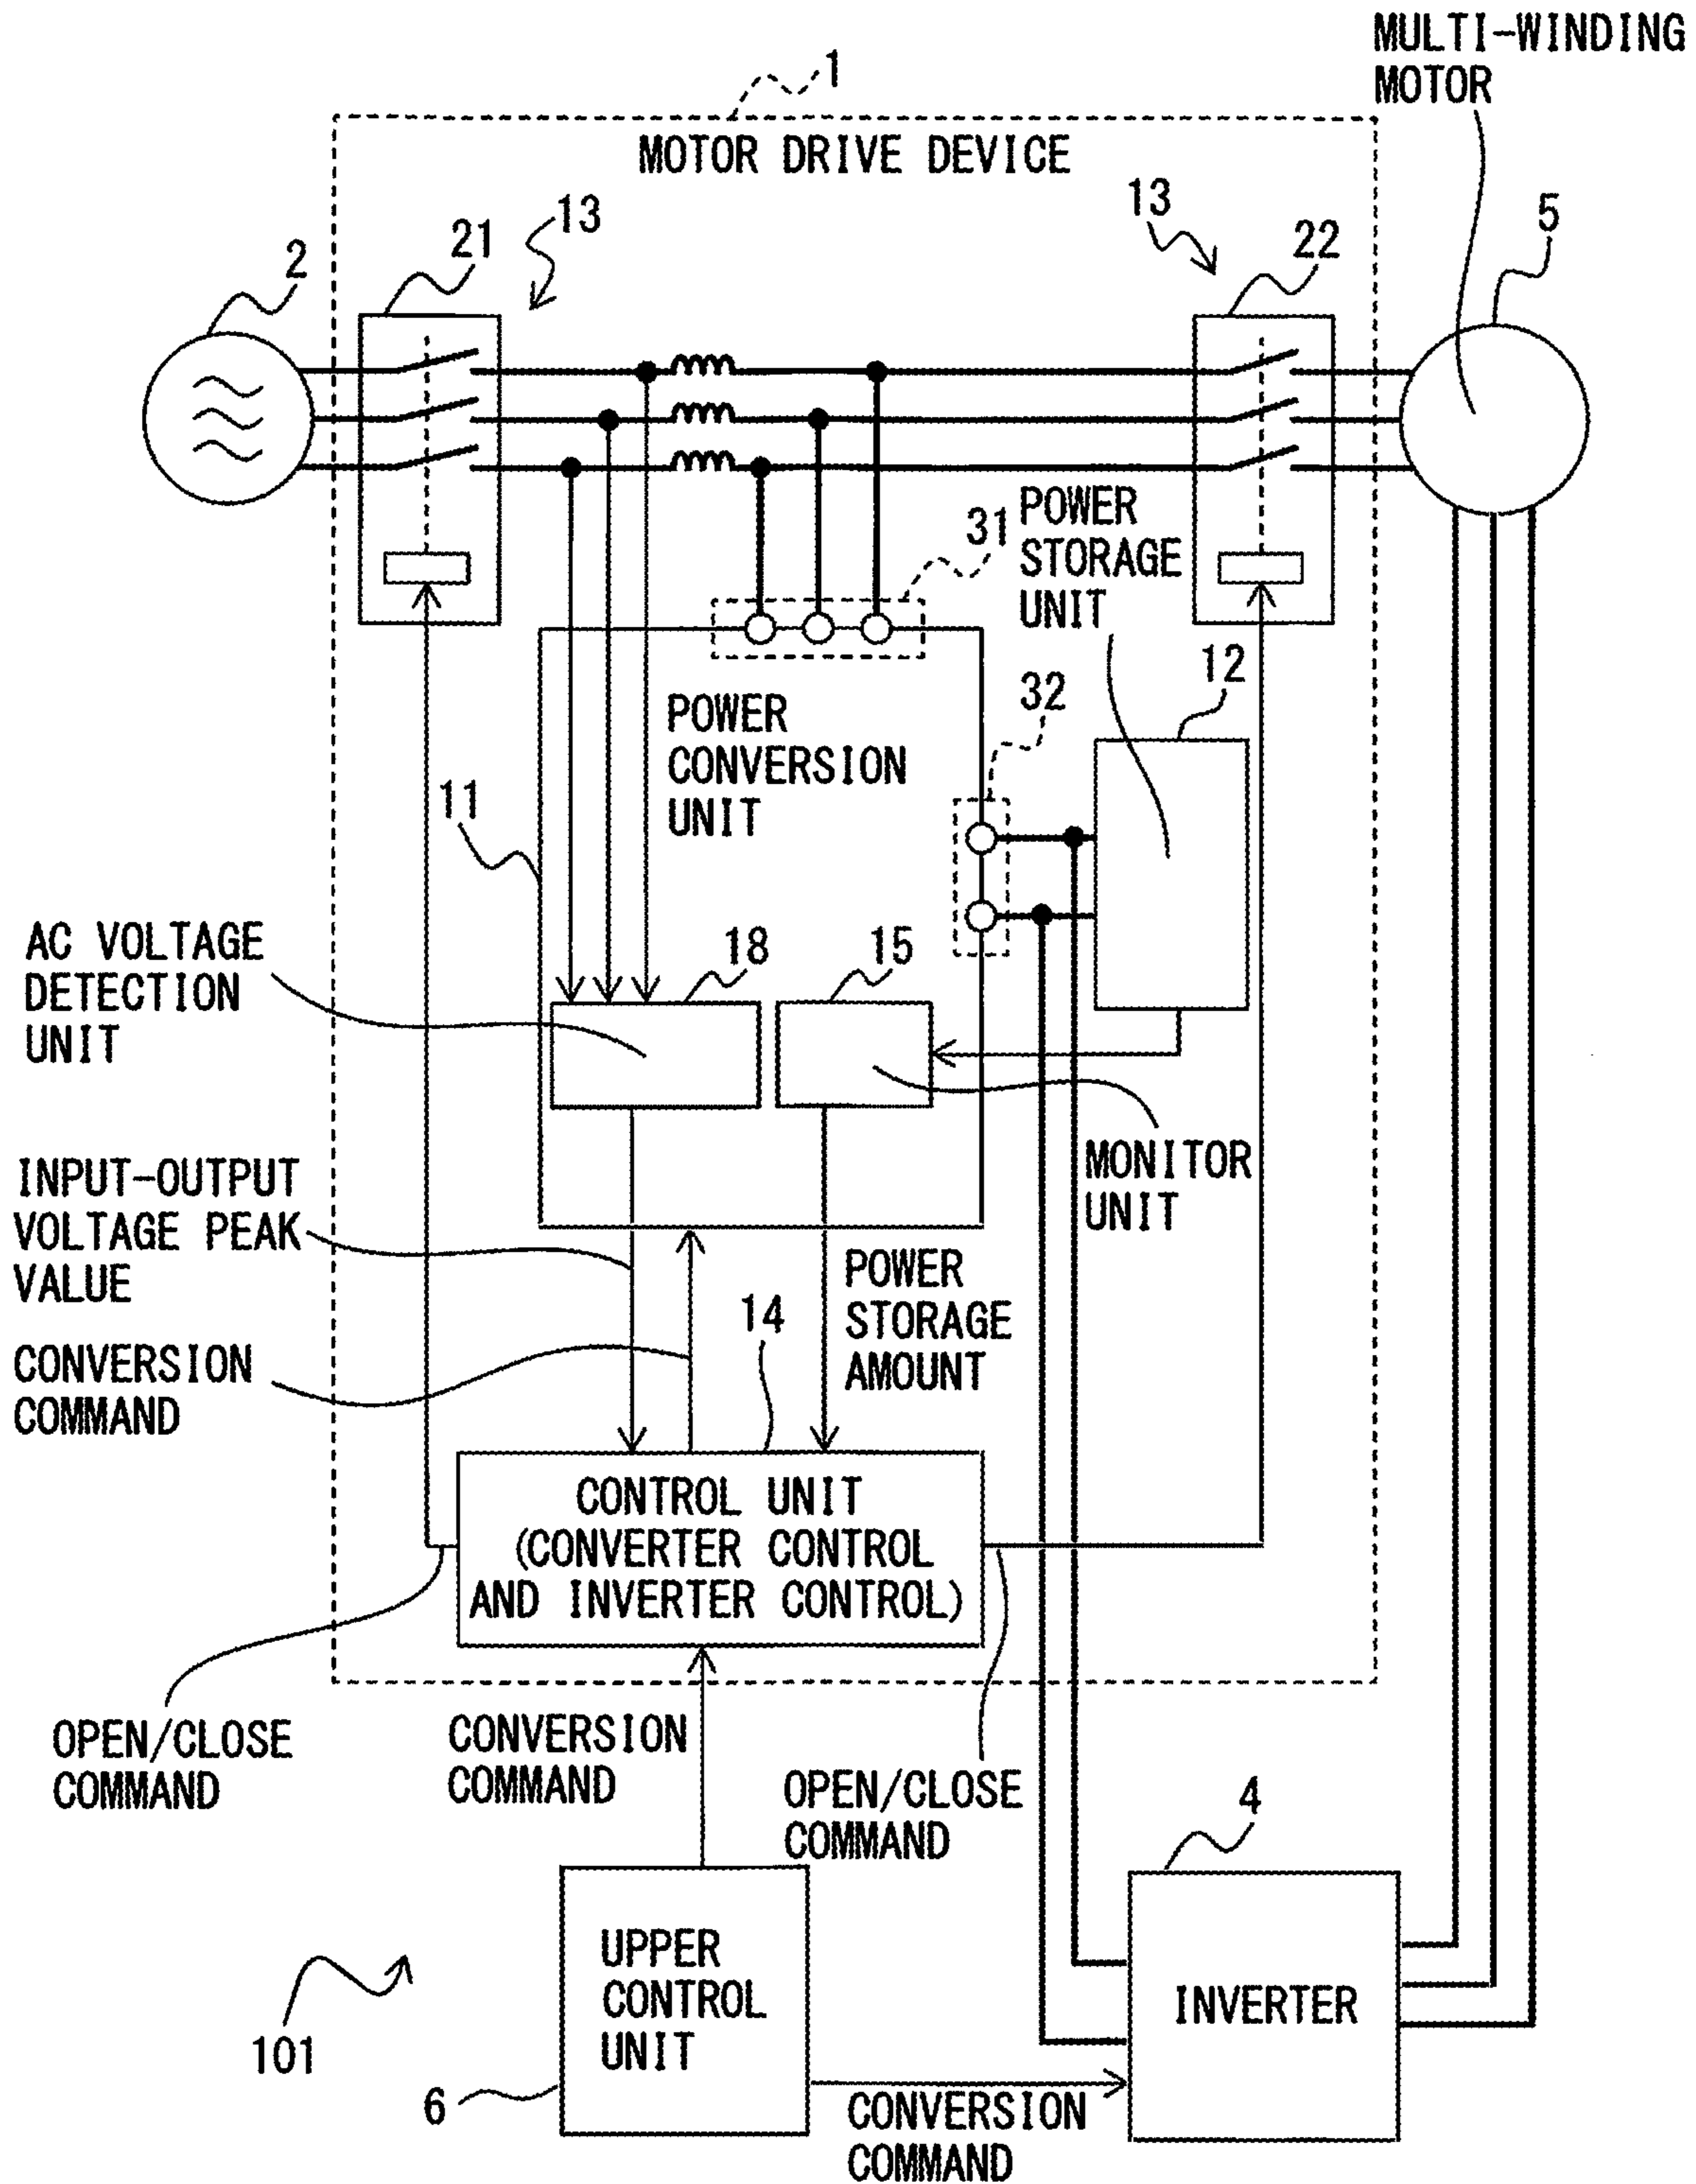 MULTI-WINDING
MOTOR
1
MOTOR DRIVE DEVICE
2
21
13
13
22
5
31
POWER
STORAGE
UNIT
POWER
CONVERSION
UNIT
32
12
11
AC VOLTAGE
DETECTION
UNIT
18
15
MONITOR
UNIT
INPUT-OUTPUT
VOLTAGE PEAK
VALUE
POWER
STORAGE
AMOUNT
14
CONVERSION
COMMAND
CONTROL UNIT
(CONVERTER CONTROL
AND INVERTER CONTROL)
OPEN/CLOSE
COMMAND
CONVERSION
COMMAND
OPEN/CLOSE
COMMAND
4
UPPER
CONTROL
UNIT
INVERTER
101
6
CONVERSION
COMMAND